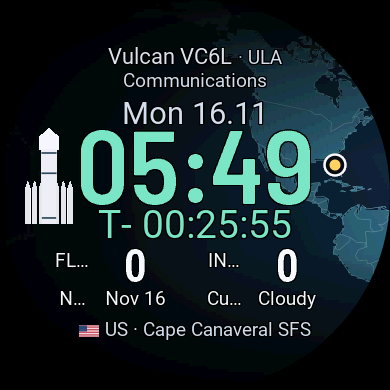 Vulcan VC6L · ULA
Communications
Mon 16.11
05:49
T- 00:25:55
FL... 0 IN... 0
N... Nov 16 Cu... Cloudy
US · Cape Canaveral SFS